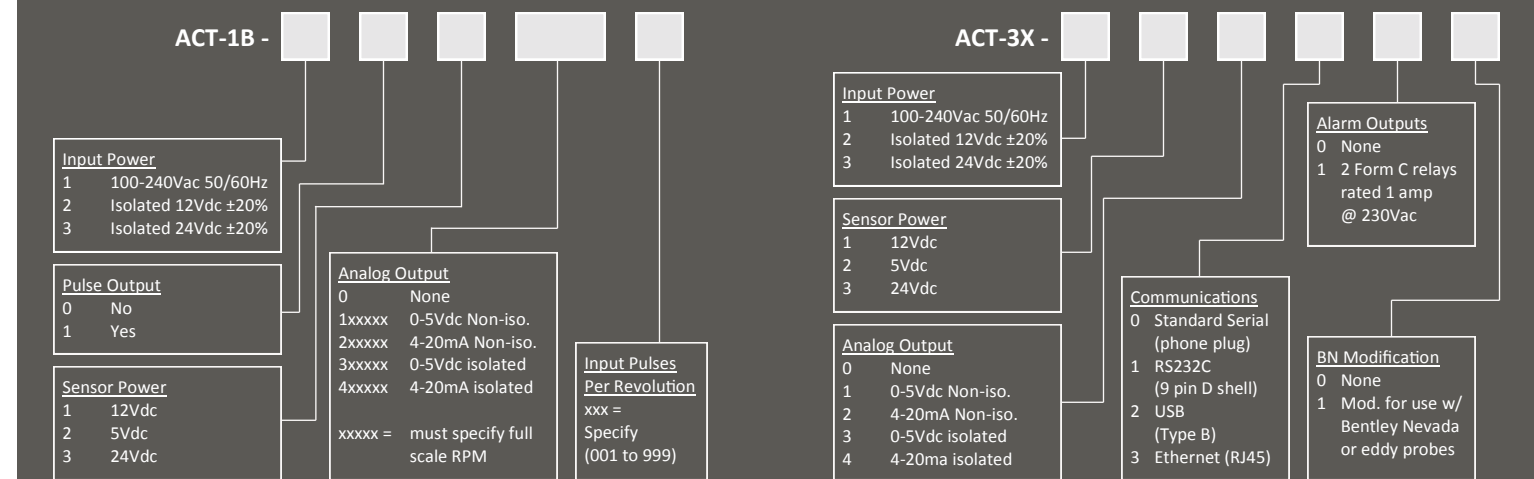 ACT-1B -
Input Power
1 100-240Vac 50/60Hz
2 Isolated 12Vdc ±20%
3 Isolated 24Vdc ±20%
Pulse Output
0 No
1 Yes
Sensor Power
1 12Vdc
2 5Vdc
3 24Vdc
Analog Output
0 None
1xxxxx 0-5Vdc Non-iso.
2xxxxx 4-20mA Non-iso.
3xxxxx 0-5Vdc isolated
4xxxxx 4-20mA isolated
xxxxx = must specify full
scale RPM
Input Pulses
Per Revolution
xxx =
Specify
(001 to 999)
ACT-3X -
Input Power
1 100-240Vac 50/60Hz
2 Isolated 12Vdc ±20%
3 Isolated 24Vdc ±20%
Sensor Power
1 12Vdc
2 5Vdc
3 24Vdc
Analog Output
0 None
1 0-5Vdc Non-iso.
2 4-20mA Non-iso.
3 0-5Vdc isolated
4 4-20ma isolated
Communications
0 Standard Serial
(phone plug)
1 RS232C
(9 pin D shell)
2 USB
(Type B)
3 Ethernet (RJ45)
Alarm Outputs
0 None
1 2 Form C relays
rated 1 amp
@ 230Vac
BN Modification
0 None
1 Mod. for use w/
Bentley Nevada
or eddy probes